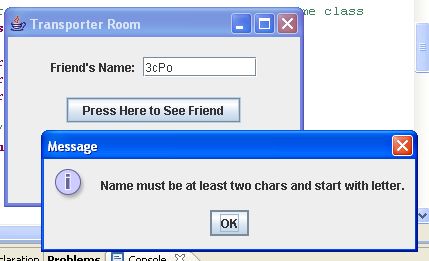 me class
Transporter Room
Friend's Name: 3cPo
Press Here to See Friend
Message
Name must be at least two chars and start with letter.
OK
Problems Console